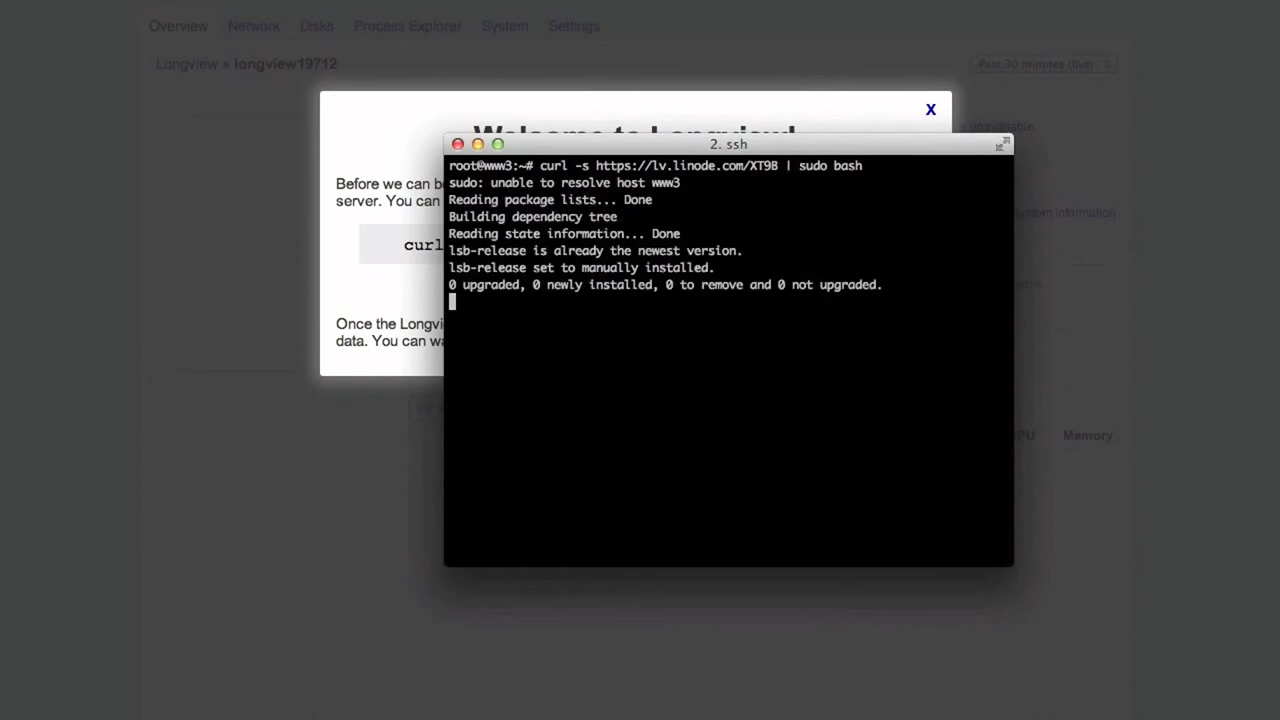 Overview Network Disks Process Explorer System Settings
Longview » longview19712
Past 30 minutes (live)
X
Welcome to Longview!
unavailable.
2. ssh
root@www3:~# curl -s https://lv.linode.com/XT9B | sudo bash
sudo: unable to resolve host www3
Reading package lists... Done
Building dependency tree
Reading state information... Done
lsb-release is already the newest version.
lsb-release set to manually installed.
0 upgraded, 0 newly installed, 0 to remove and 0 not upgraded.
Before we can
server. You can
System Information
curl
Once the
data. You can
Memory